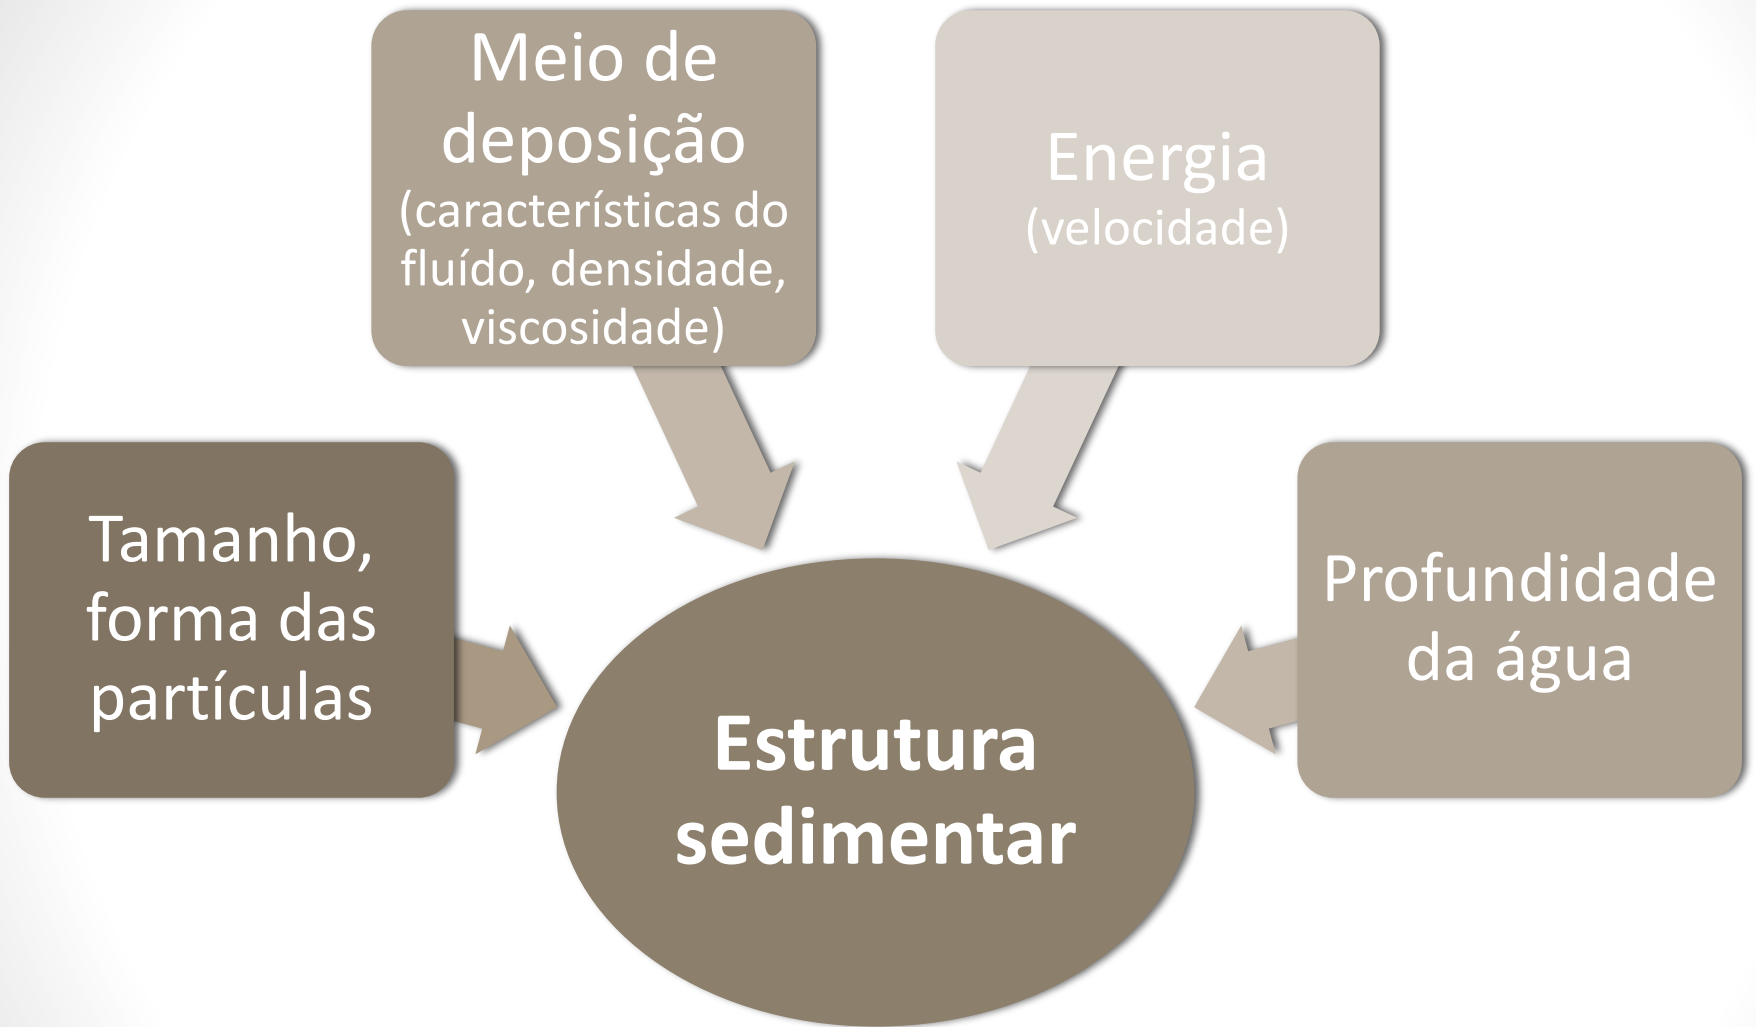 Meio de
deposição
(características do
fluído, densidade,
viscosidade)
Energia
(velocidade)
Tamanho,
forma das
partículas
Profundidade
da água
Estrutura
sedimentar